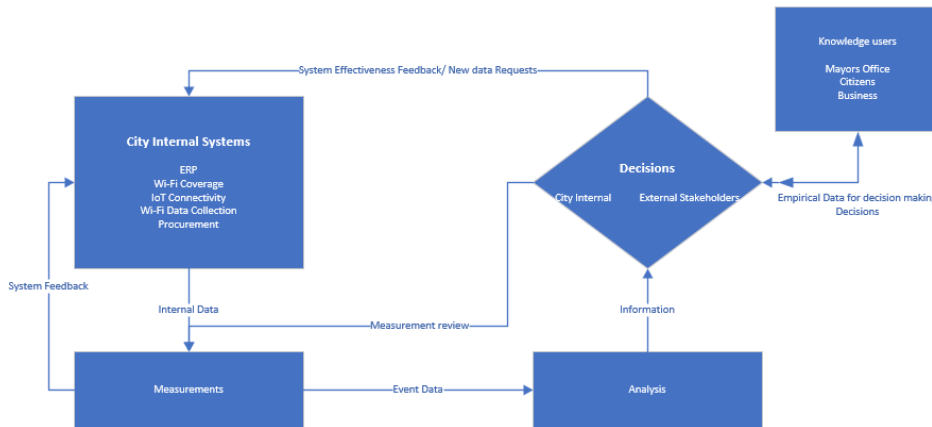 Knowledge users
Mayors Office
Citizens
Business
System Effectiveness Feedback/ New data Requests
City Internal Systems
ERP
Wi-Fi Coverage
IoT Connectivity
Wi-Fi Data Collection
Procurement
Decisions
City Internal External Stakeholders
Empirical Data for decision making
Decisions
System Feedback
Internal Data
Measurement review
Information
Measurements
Event Data
Analysis